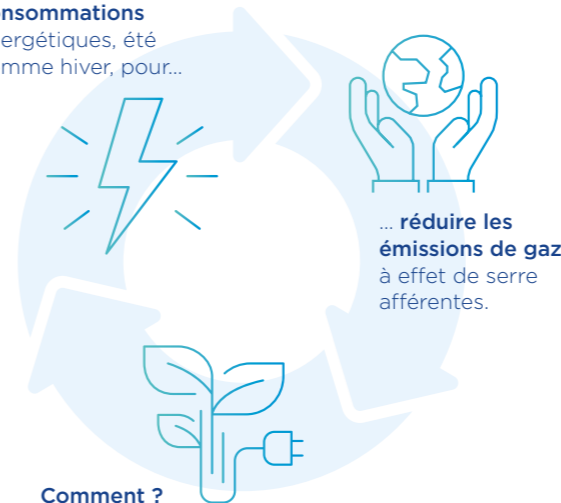 nsommations
ergétiques, été
mme hiver, pour...
... réduire les
émissions de gaz
à effet de serre
afférentes.
Comment ?